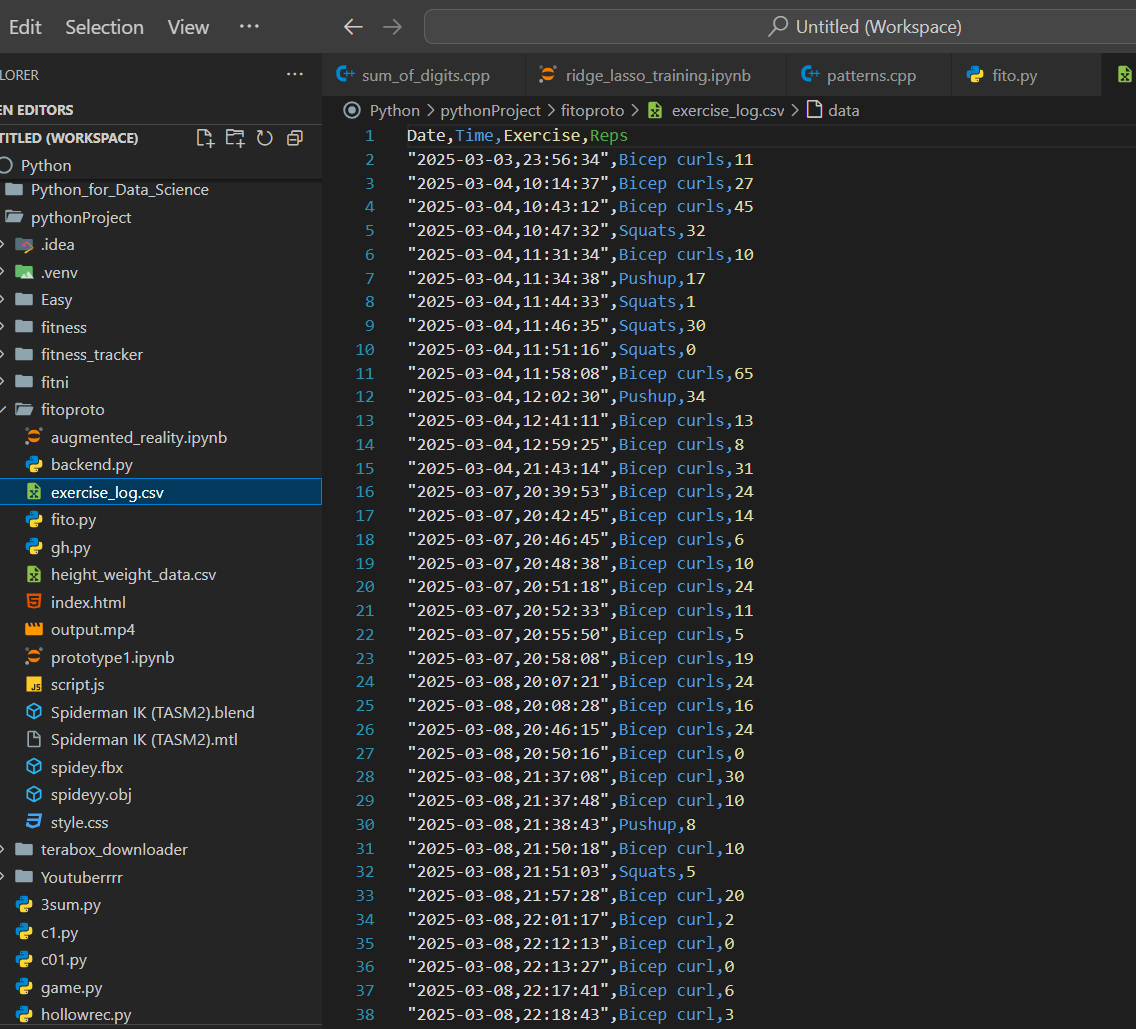 Edit Selection View ··· Untitled (Workspace)
LORER ···
sum_of_digits.cpp ridge_lasso_training.ipynb patterns.cpp fito.py
EN EDITORS
TITLED (WORKSPACE)
Python
Python_for_Data_Science
pythonProject
.idea
.venv
Easy
fitness
fitness_tracker
fitni
fitoproto
augmented_reality.ipynb
backend.py
exercise_log.csv
fito.py
gh.py
height_weight_data.csv
index.html
output.mp4
prototype1.ipynb
script.js
Spiderman IK (TASM2).blend
Spiderman IK (TASM2).mtl
spidey.fbx
spideyy.obj
style.css
terabox_downloader
Youtuberrrr
3sum.py
c1.py
c01.py
game.py
hollowrec.py
Python > pythonProject > fitoproto > exercise_log.csv > data
1 Date,Time,Exercise,Reps
2 "2025-03-03,23:56:34",Bicep curls,11
3 "2025-03-04,10:14:37",Bicep curls,27
4 "2025-03-04,10:43:12",Bicep curls,45
5 "2025-03-04,10:47:32",Squats,32
6 "2025-03-04,11:31:34",Bicep curls,10
7 "2025-03-04,11:34:38",Pushup,17
8 "2025-03-04,11:44:33",Squats,1
9 "2025-03-04,11:46:35",Squats,30
10 "2025-03-04,11:51:16",Squats,0
11 "2025-03-04,11:58:08",Bicep curls,65
12 "2025-03-04,12:02:30",Pushup,34
13 "2025-03-04,12:41:11",Bicep curls,13
14 "2025-03-04,12:59:25",Bicep curls,8
15 "2025-03-04,21:43:14",Bicep curls,31
16 "2025-03-07,20:39:53",Bicep curls,24
17 "2025-03-07,20:42:45",Bicep curls,14
18 "2025-03-07,20:46:45",Bicep curls,6
19 "2025-03-07,20:48:38",Bicep curls,10
20 "2025-03-07,20:51:18",Bicep curls,24
21 "2025-03-07,20:52:33",Bicep curls,11
22 "2025-03-07,20:55:50",Bicep curls,5
23 "2025-03-07,20:58:08",Bicep curls,19
24 "2025-03-08,20:07:21",Bicep curls,24
25 "2025-03-08,20:08:28",Bicep curls,16
26 "2025-03-08,20:46:15",Bicep curls,24
27 "2025-03-08,20:50:16",Bicep curls,0
28 "2025-03-08,21:37:08",Bicep curl,30
29 "2025-03-08,21:37:48",Bicep curl,10
30 "2025-03-08,21:38:43",Pushup,8
31 "2025-03-08,21:50:18",Bicep curl,10
32 "2025-03-08,21:51:03",Squats,5
33 "2025-03-08,21:57:28",Bicep curl,20
34 "2025-03-08,22:01:17",Bicep curl,2
35 "2025-03-08,22:12:13",Bicep curl,0
36 "2025-03-08,22:13:27",Bicep curl,0
37 "2025-03-08,22:17:41",Bicep curl,6
38 "2025-03-08,22:18:43",Bicep curl,3